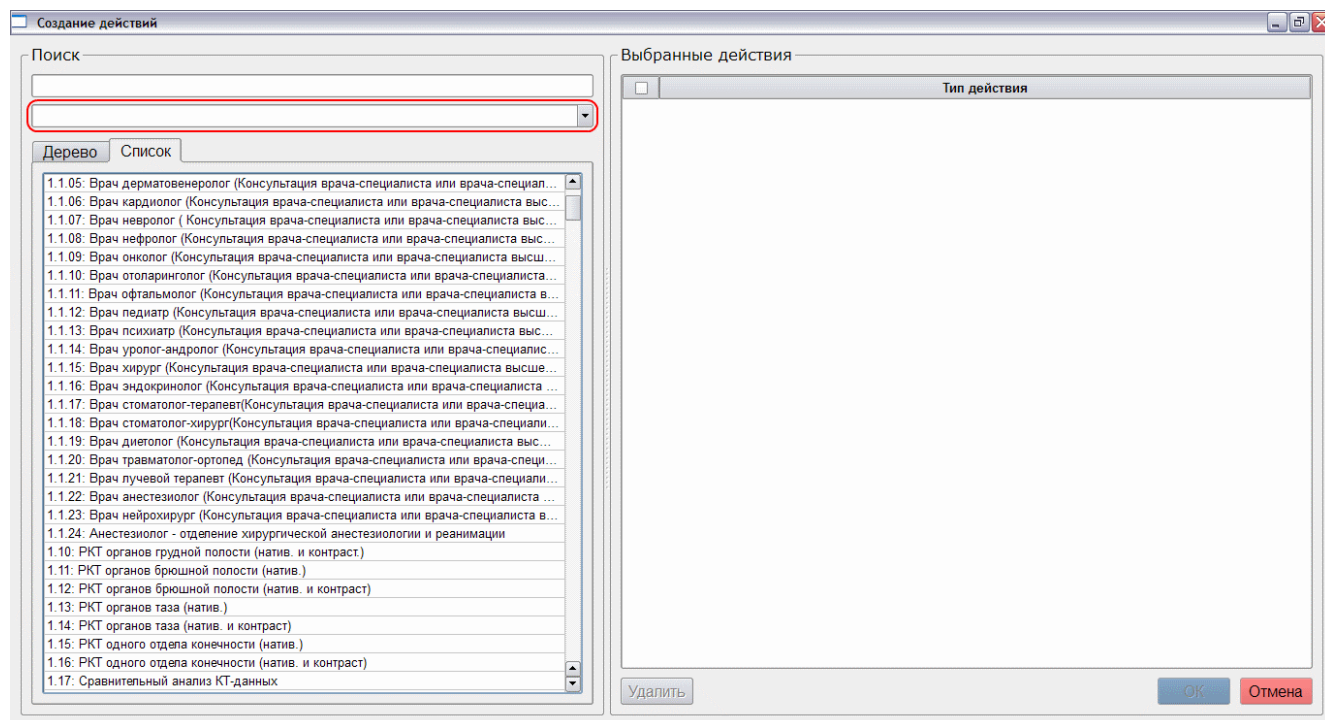 Создание действий
Поиск
Дерево
Список
1.1.05: Врач дерматовенеролог (Консультация врача-специалиста или врача-специал...
1.1.06: Врач кардиолог (Консультация врача-специалиста или врача-специалиста выс...
1.1.07: Врач невролог ( Консультация врача-специалиста или врача-специалиста выс...
1.1.08: Врач нефролог (Консультация врача-специалиста или врача-специалиста выс...
1.1.09: Врач онколог (Консультация врача-специалиста или врача-специалиста высш...
1.1.10: Врач отоларинголог (Консультация врача-специалиста или врача-специалиста...
1.1.11: Врач офтальмолог (Консультация врача-специалиста или врача-специалиста в...
1.1.12: Врач педиатр (Консультация врача-специалиста или врача-специалиста высш...
1.1.13: Врач психиатр (Консультация врача-специалиста или врача-специалиста выс...
1.1.14: Врач уролог-андролог (Консультация врача-специалиста или врача-специалис...
1.1.15: Врач хирург (Консультация врача-специалиста или врача-специалиста высше...
1.1.16: Врач эндокринолог (Консультация врача-специалиста или врача-специалиста ...
1.1.17: Врач стоматолог-терапевт(Консультация врача-специалиста или врача-специа...
1.1.18: Врач стоматолог-хирург(Консультация врача-специалиста или врача-специали...
1.1.19: Врач диетолог (Консультация врача-специалиста или врача-специалиста выс...
1.1.20: Врач травматолог-ортопед (Консультация врача-специалиста или врача-специ...
1.1.21: Врач лучевой терапевт (Консультация врача-специалиста или врача-специали...
1.1.22: Врач анестезиолог (Консультация врача-специалиста или врача-специалиста ...
1.1.23: Врач нейрохирург (Консультация врача-специалиста или врача-специалиста в...
1.1.24: Анестезиолог - отделение хирургической анестезиологии и реанимации
1.10: РКТ органов грудной полости (натив. и контраст.)
1.11: РКТ органов брюшной полости (натив.)
1.12: РКТ органов брюшной полости (натив. и контраст)
1.13: РКТ органов таза (натив.)
1.14: РКТ органов таза (натив. и контраст)
1.15: РКТ одного отдела конечности (натив.)
1.16: РКТ одного отдела конечности (натив. и контраст)
1.17: Сравнительный анализ КТ-данных
Выбранные действия
Тип действия
Удалить
ОК
Отмена